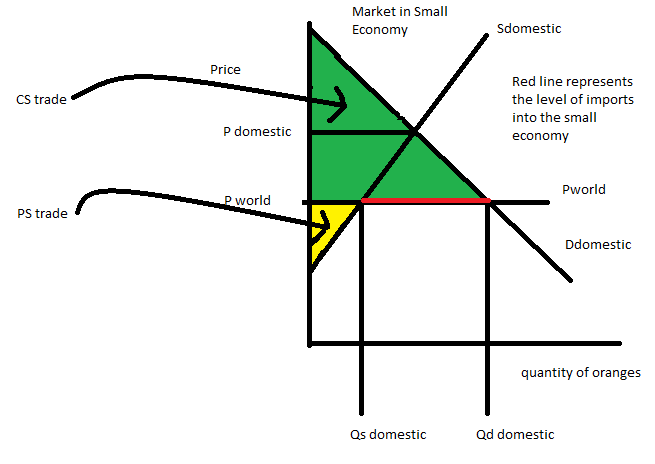 Market in Small
Economy
Sdomestic
Price
Red line represents
the level of imports
into the small
economy
CS trade
P domestic
Pworld
P world
PS trade
Ddomestic
quantity of oranges
Qs domestic
Qd domestic